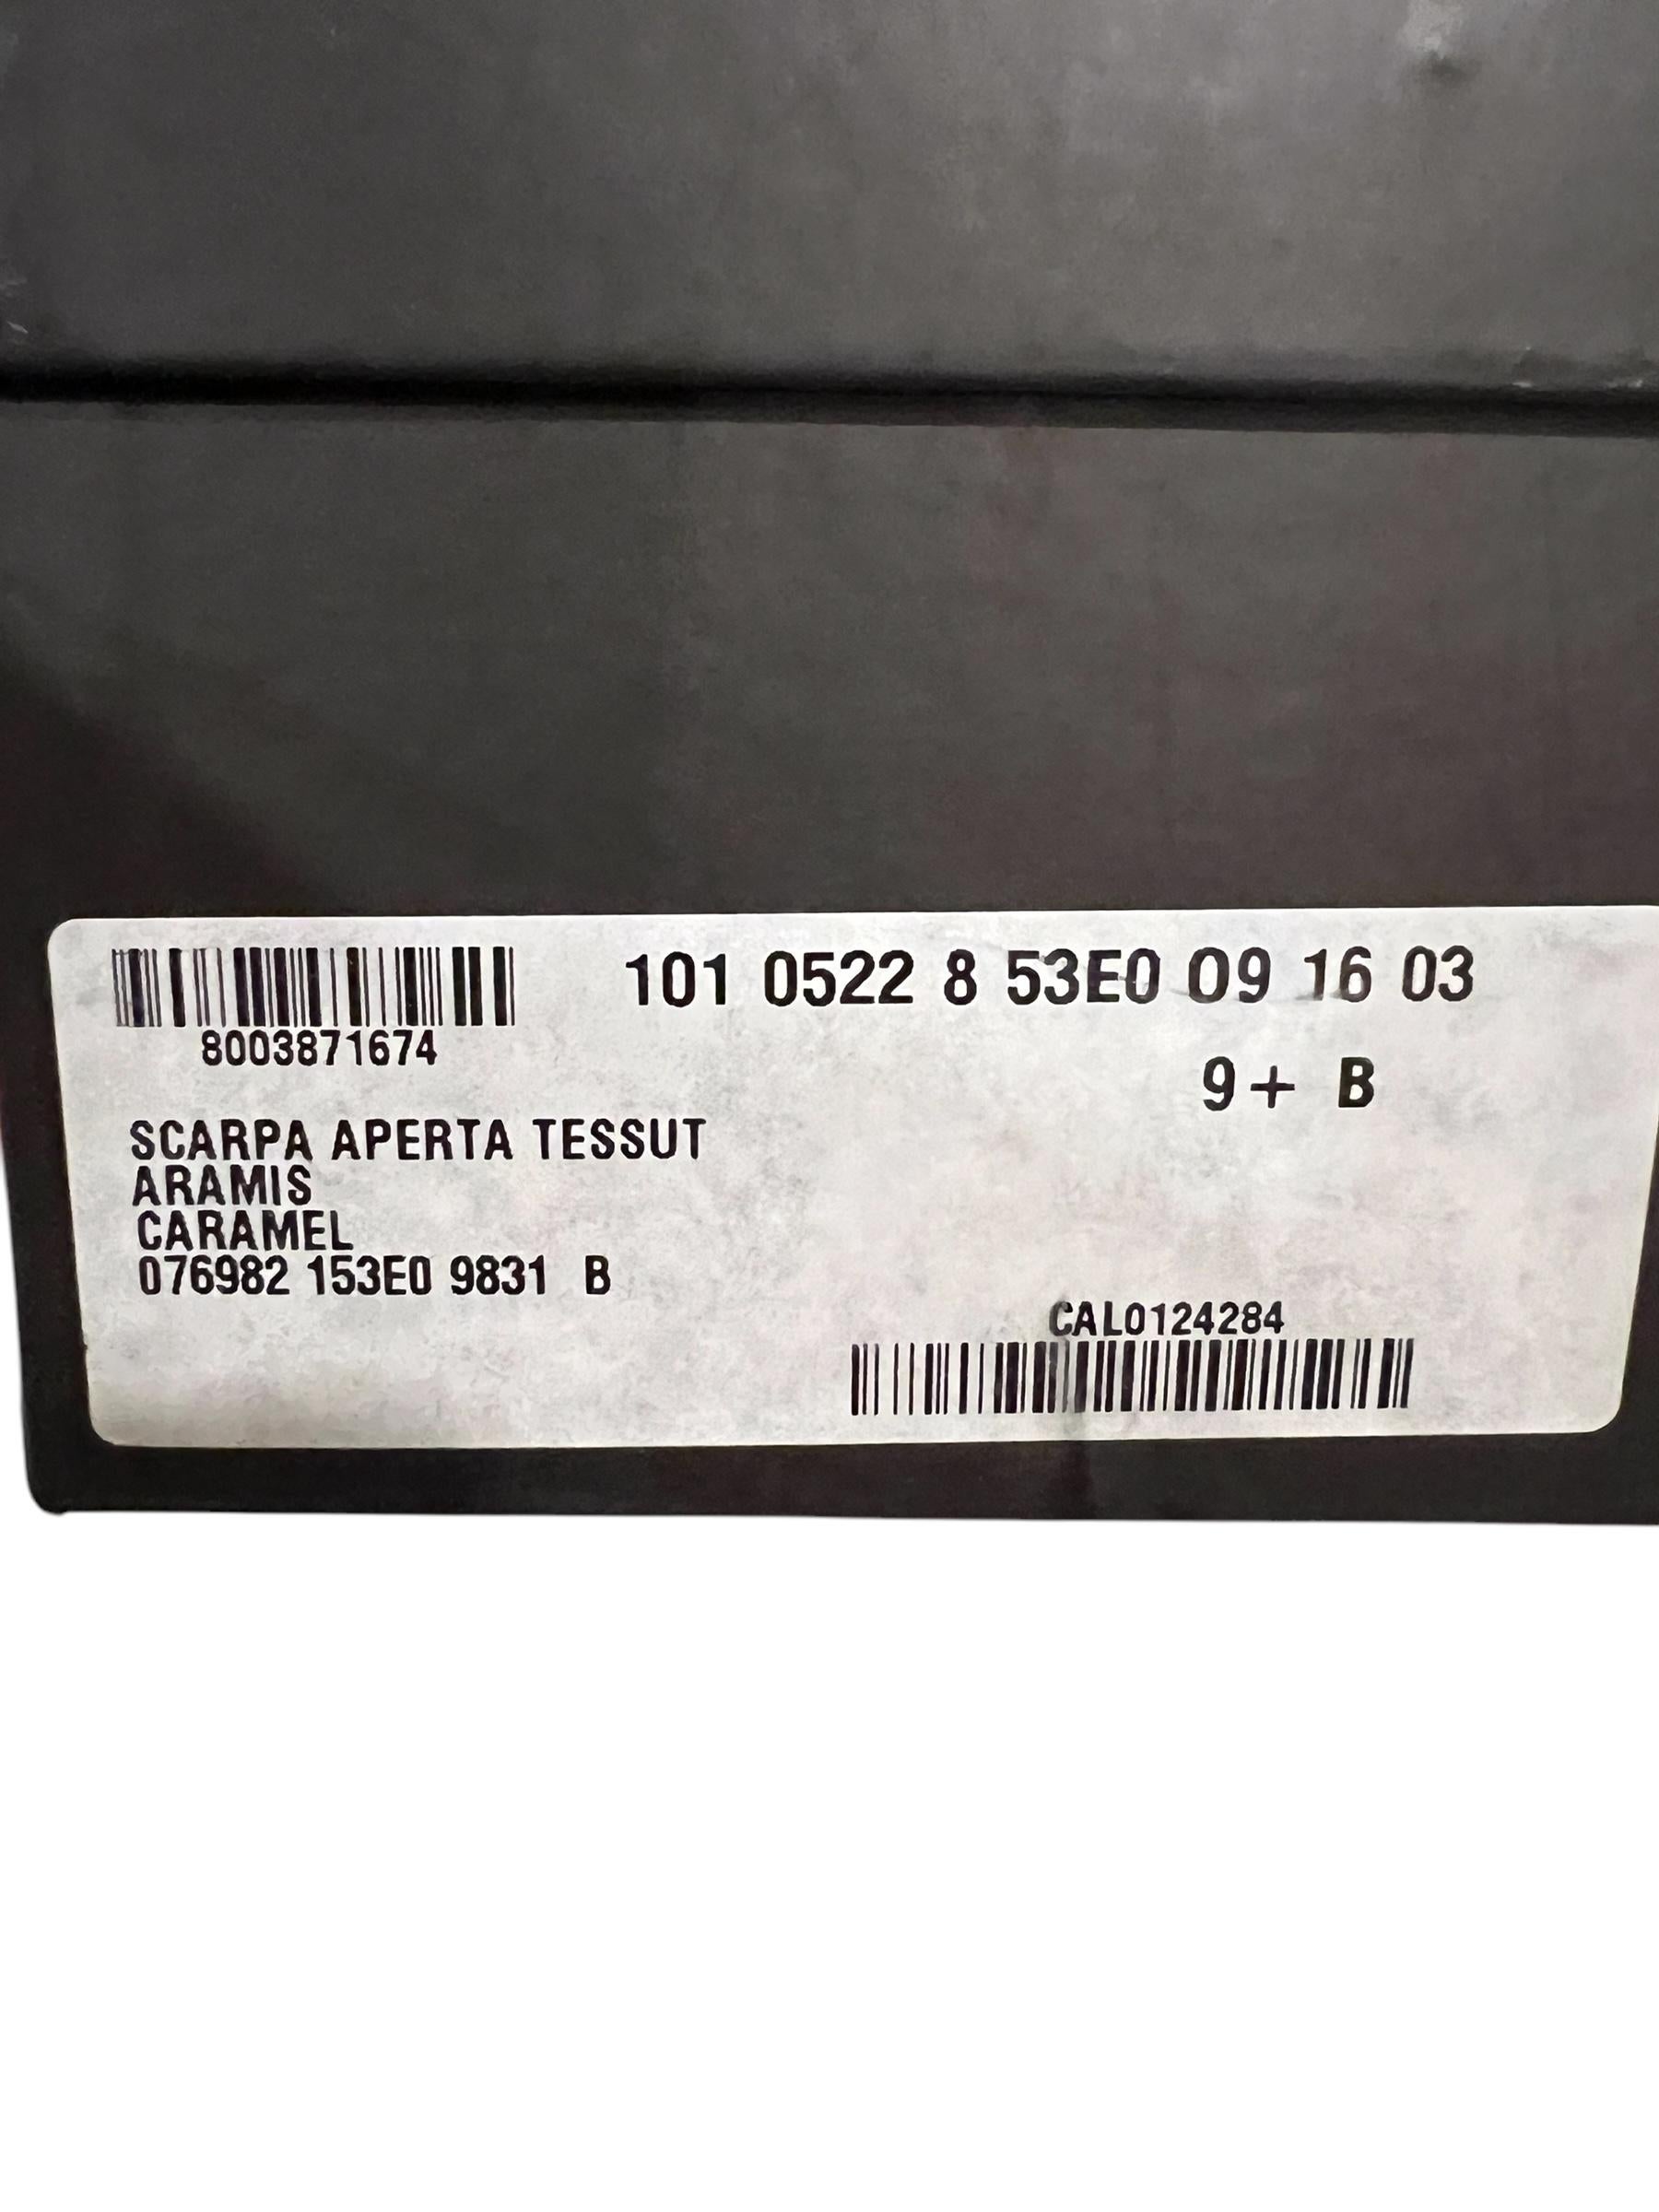 101 0522 8 53E0 09 16 03
8003871674
9+ B
SCARPA APERTA TESSUT
ARAMIS
CARAMEL
076982 153E0 9831 B
CAL0124284